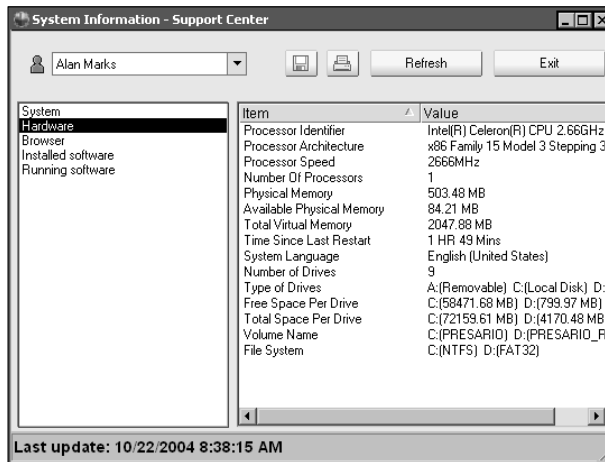 System Information - Support Center
Alan Marks Refresh Exit
System
Hardware
Browser
Installed software
Running software
Item Value
Processor Identifier Intel(R) Celeron(R) CPU 2.66GHz
Processor Architecture x86 Family 15 Model 3 Stepping 3
Processor Speed 2666MHz
Number Of Processors 1
Physical Memory 503.48 MB
Available Physical Memory 84.21 MB
Total Virtual Memory 2047.88 MB
Time Since Last Restart 1 HR 49 Mins
System Language English (United States)
Number of Drives 9
Type of Drives A:(Removable) C:(Local Disk) D:
Free Space Per Drive C:(58471.68 MB) D:(799.97 MB)
Total Space Per Drive C:(72159.61 MB) D:(4170.48 MB
Volume Name C:(PRESARIO) D:(PRESARIO_R
File System C:(NTFS) D:(FAT32)
Last update: 10/22/2004 8:38:15 AM